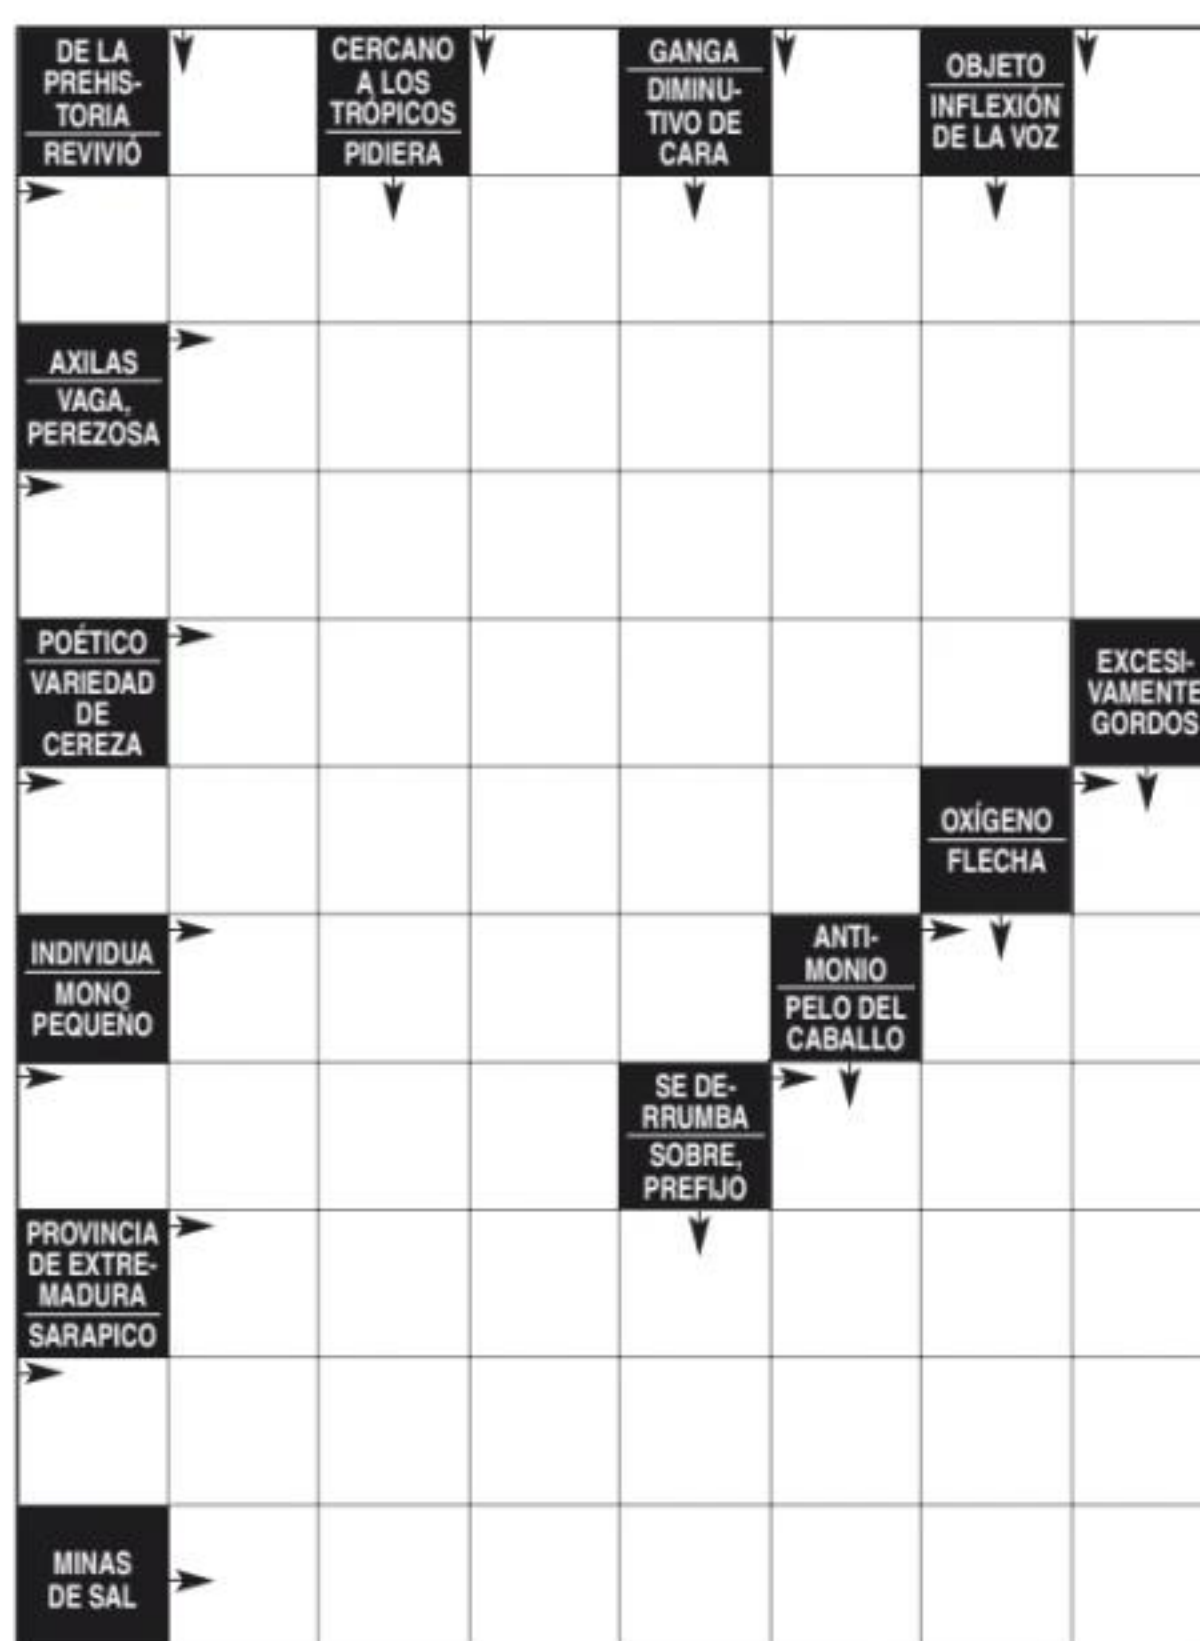 DE LA
PREHIS-
TORIA
REVIVIÓ
CERCANO
A LOS
TRÓPICOS
PIDIERA
GANGA
DIMINU-
TIVO DE
CARA
OBJETO
INFLEXIÓN
DE LA VOZ
AXILAS
VAGA,
PEREZOSA
POÉTICO
VARIEDAD
DE
CEREZA
EXCESI-
VAMENTE
GORDOS
OXÍGENO
FLECHA
INDIVIDUA
MONO
PEQUEÑO
ANTI-
MONIO
PELO DEL
CABALLO
SE DE-
RRUMBA
SOBRE,
PREFIJO
PROVINCIA
DE EXTRE-
MADURA
SARAPICO
MINAS
DE SAL